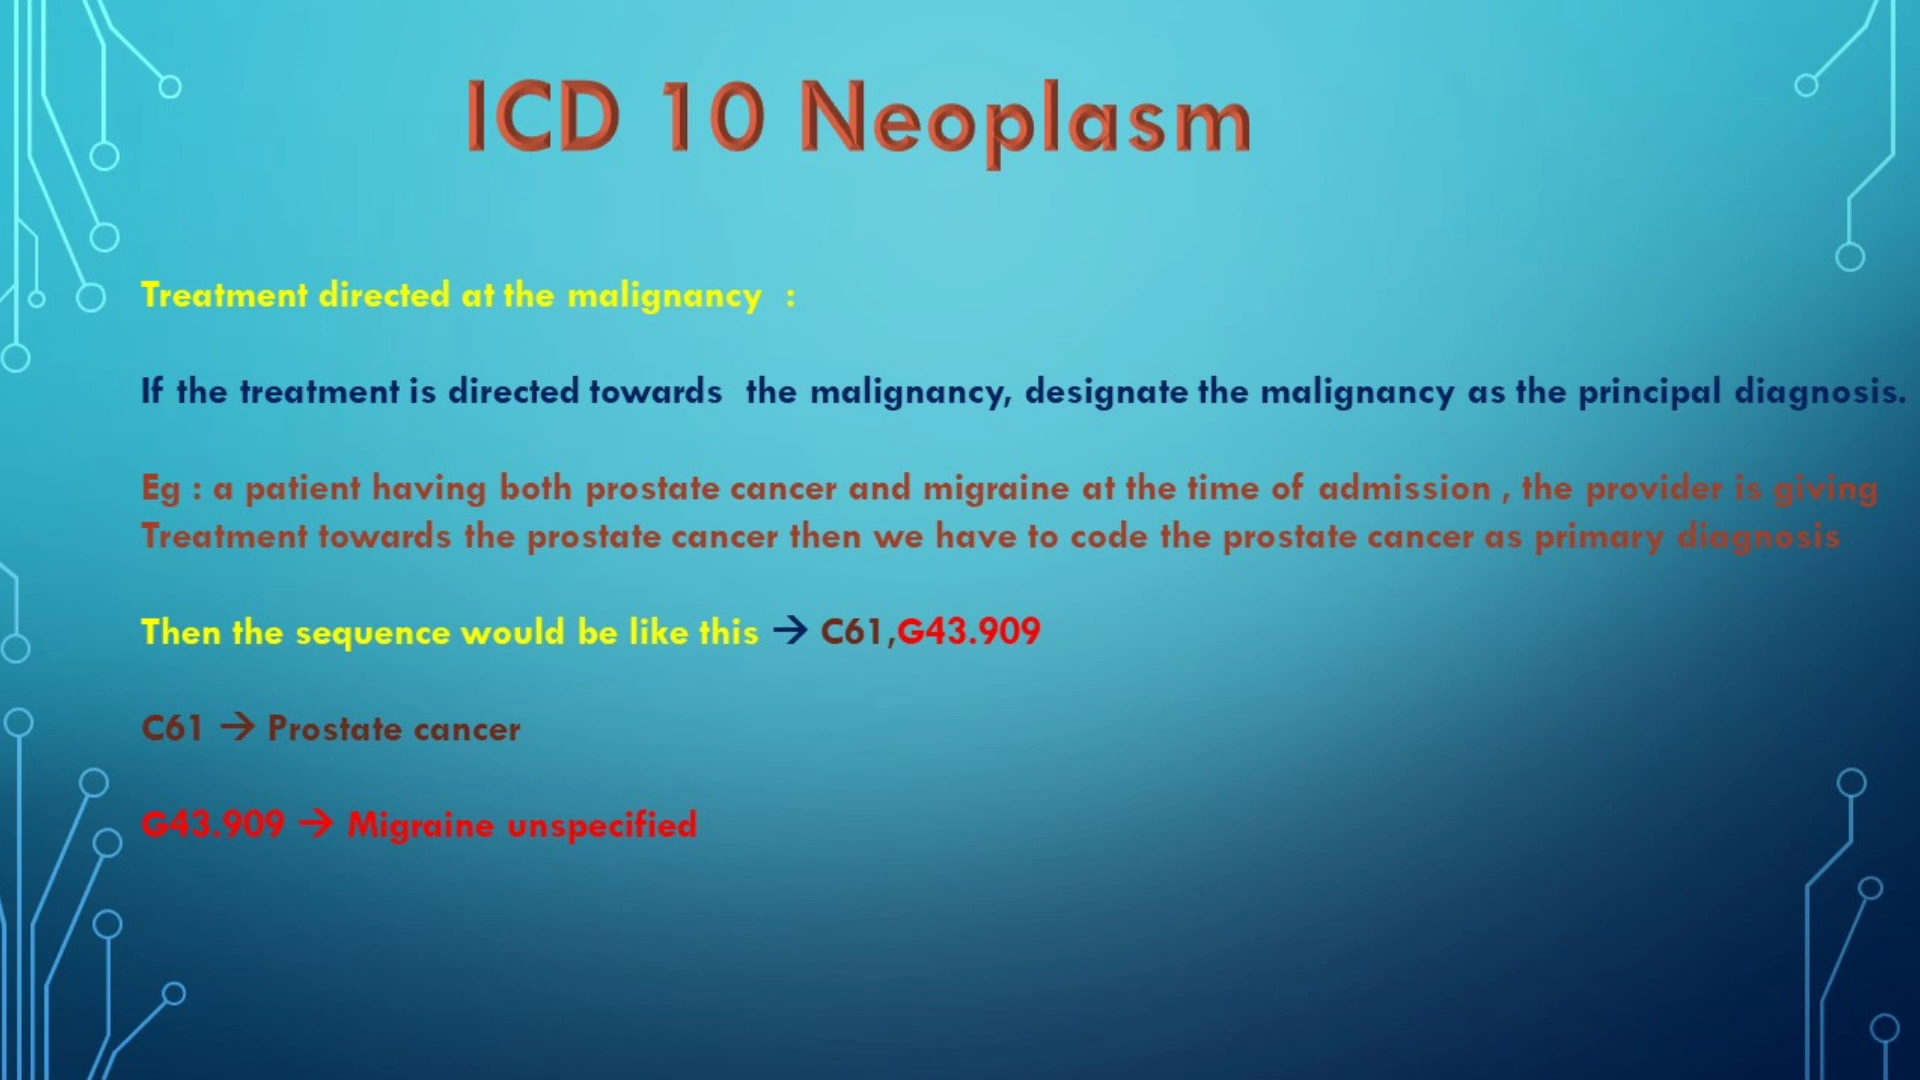 ICD 10 Neoplasm
Treatment directed at the malignancy  :
If the treatment is directed towards  the malignancy, designate the malignancy as the principal diagnosis.
Eg : a patient having both prostate cancer and migraine at the time of admission , the provider is giving
Treatment towards the prostate cancer then we have to code the prostate cancer as primary diagnosis
Then the sequence would be like this → C61,G43.909
C61 → Prostate cancer
G43.909 → Migraine unspecified